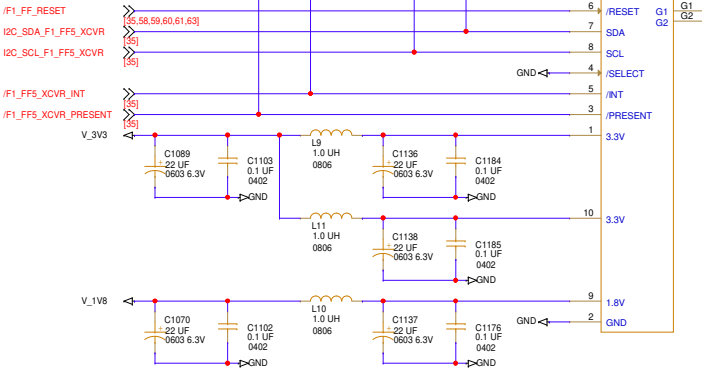 /F1_FF_RESET
[35,58,59,60,61,63]
6
/RESET
G1
G1
G2
G2
I2C_SDA_F1_FF5_XCVR
[35]
7
SDA
I2C_SCL_F1_FF5_XCVR
[35]
8
SCL
GND
4
/SELECT
/F1_FF5_XCVR_INT
[35]
5
/INT
/F1_FF5_XCVR_PRESENT
[35]
3
/PRESENT
V_3V3
1
3.3V
C1089
22 UF
0603 6.3V
C1103
0.1 UF
0402
GND
L9
1.0 UH
0806
C1136
22 UF
0603 6.3V
C1184
0.1 UF
0402
GND
10
3.3V
L11
1.0 UH
0806
C1138
22 UF
0603 6.3V
C1185
0.1 UF
0402
GND
V_1V8
9
1.8V
C1070
22 UF
0603 6.3V
C1102
0.1 UF
0402
GND
L10
1.0 UH
0806
C1137
22 UF
0603 6.3V
C1176
0.1 UF
0402
GND
GND
2
GND